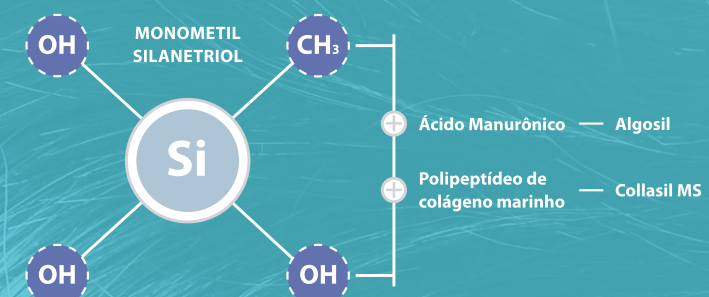 OH
MONOMETIL
SILANETRIOL
CH₃
Si
Ácido Manurônico
Algosil
Polipeptídeo de
colágeno marinho
Collasil MS
OH
OH